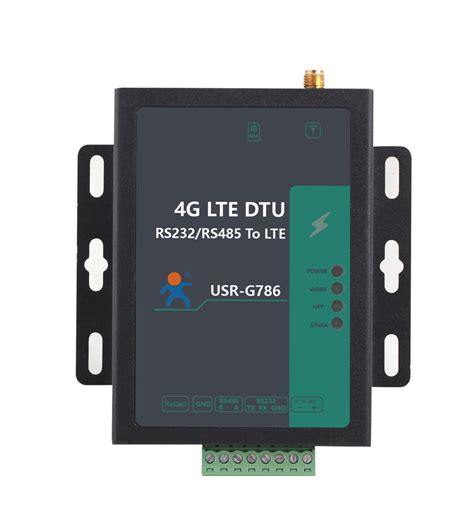 SIM
4G LTE DTU
RS232/RS485 To LTE
USR-G786
POWER
WORK
NET
LINKA
Reload
GND
RS485
B A
RS232
TX RX GND
- +